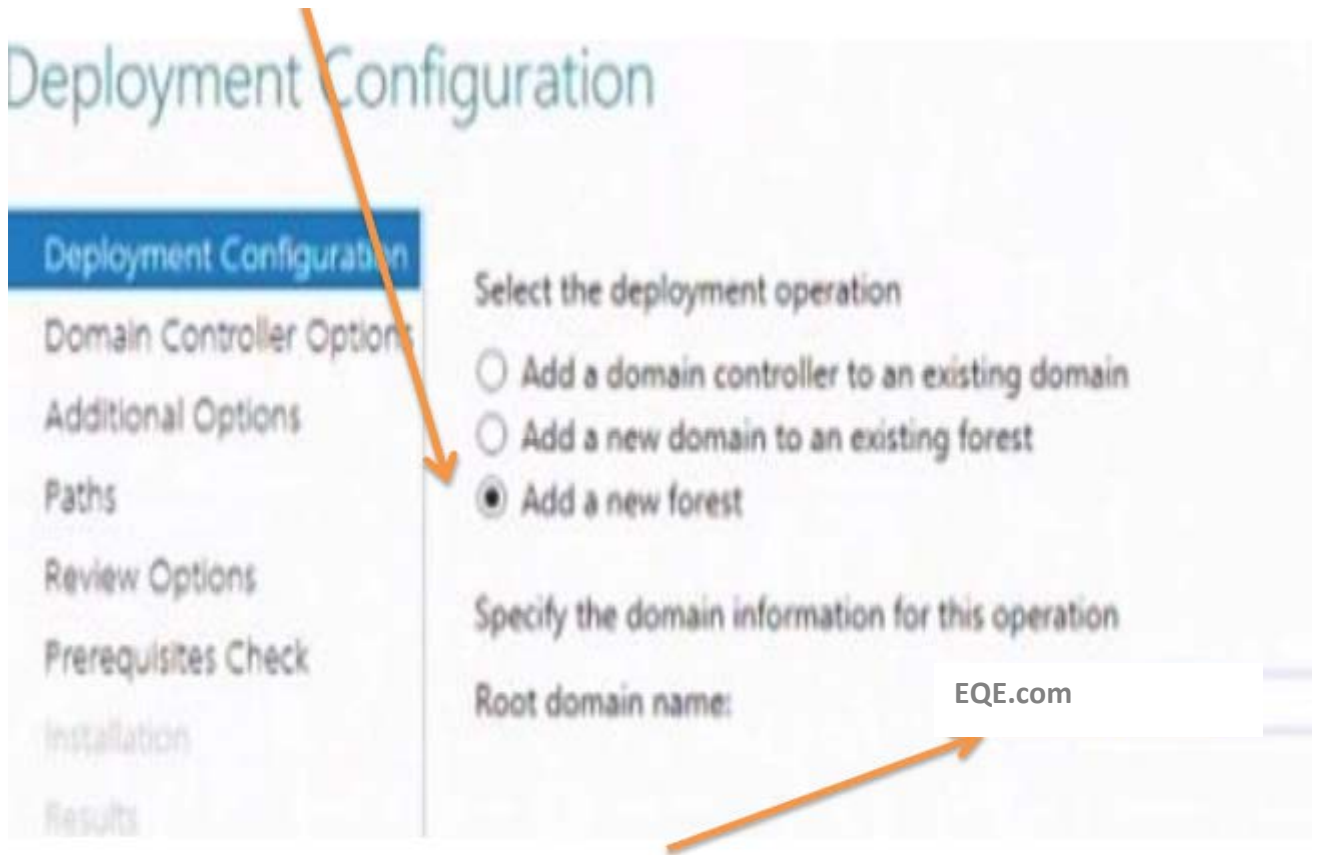 Deployment Configuration
Deployment Configuration
Domain Controller Options
Additional Options
Paths
Review Options
Prerequisites Check
Installation
Results
Select the deployment operation
Add a domain controller to an existing domain
Add a new domain to an existing forest
Add a new forest
Specify the domain information for this operation
Root domain name:
EQE.com